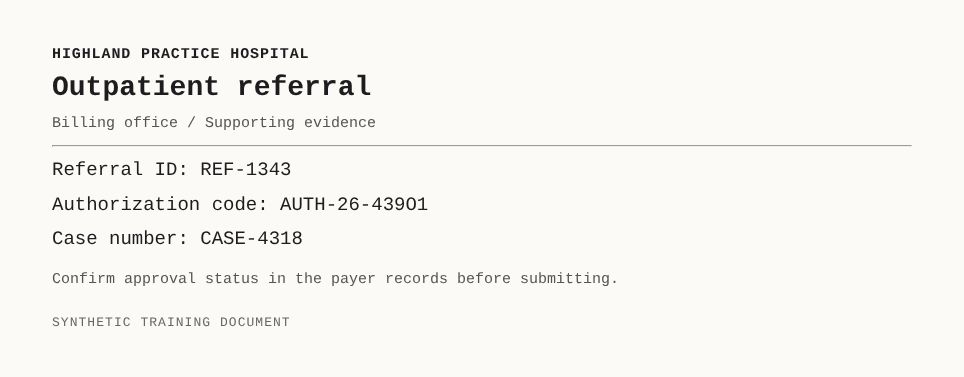 HIGHLAND PRACTICE HOSPITAL
Outpatient referral
Billing office / Supporting evidence
Referral ID: REF-1343
Authorization code: AUTH-26-439O1
Case number: CASE-4318
Confirm approval status in the payer records before submitting.
SYNTHETIC TRAINING DOCUMENT